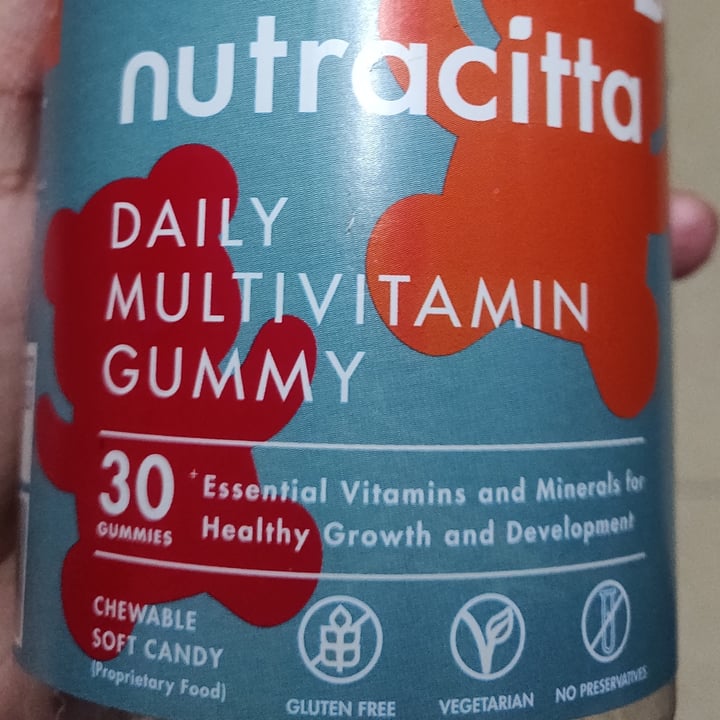 nutracitta
DAILY
MULTIVITAMIN
GUMMY
30
GUMMIES
+Essential Vitamins and Minerals for
Healthy Growth and Development
CHEWABLE
SOFT CANDY
(Proprietary Food)
GLUTEN FREE
VEGETARIAN
NO PRESERVATIVES